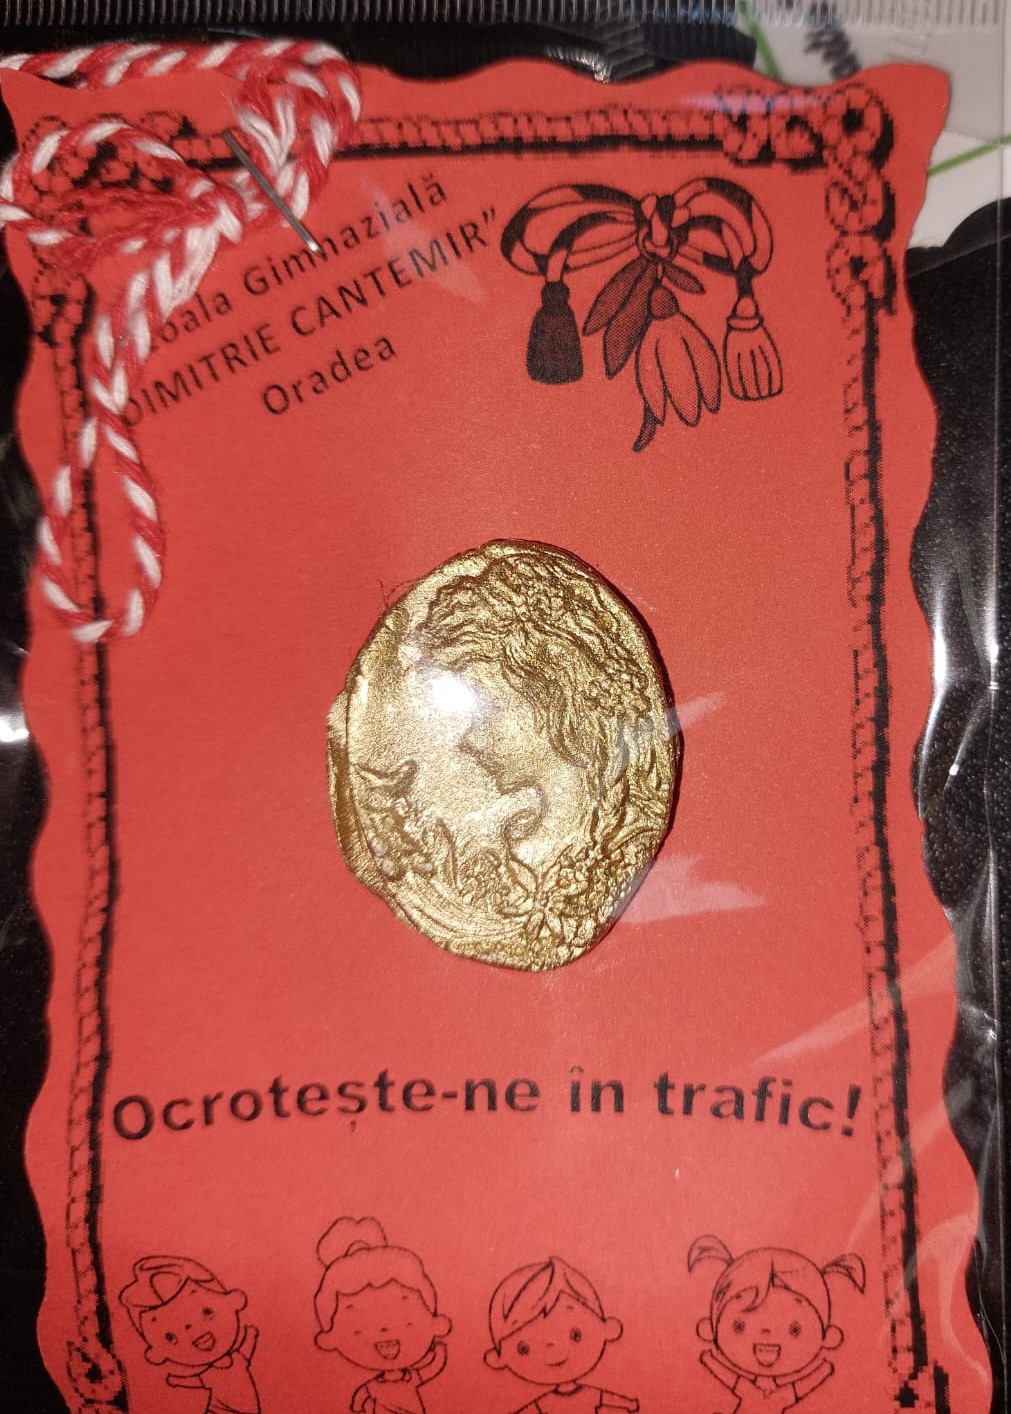 Gimnazială
DIMITRIE CANTEMIR”
Oradea
Ocrotește-ne în trafic!